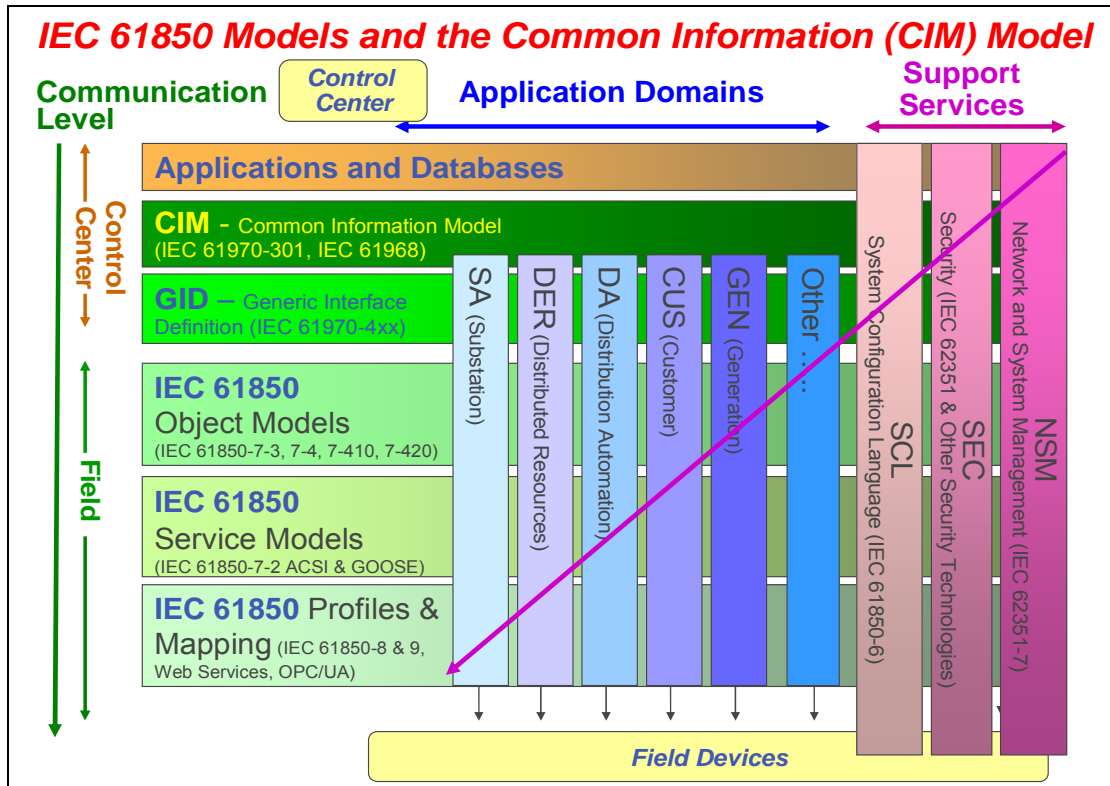 IEC 61850 Models and the Common Information (CIM) Model
Communication
Level
Control
Center
Application Domains
Support
Services
Control
Center
Field
Applications and Databases
CIM - Common Information Model
(IEC 61970-301, IEC 61968)
GID – Generic Interface
Definition (IEC 61970-4xx)
IEC 61850
Object Models
(IEC 61850-7-3, 7-4, 7-410, 7-420)
IEC 61850
Service Models
(IEC 61850-7-2 ACSI & GOOSE)
IEC 61850 Profiles &
Mapping (IEC 61850-8 & 9,
Web Services, OPC/UA)
SA (Substation)
DER (Distributed Resources)
DA (Distribution Automation)
CUS (Customer)
GEN (Generation)
Other .....
SCL
System Configuration Language (IEC 61850-6)
SEC
Security (IEC 62351 & Other Security Technologies)
NSM
Network and System Management (IEC 62351-7)
Field Devices